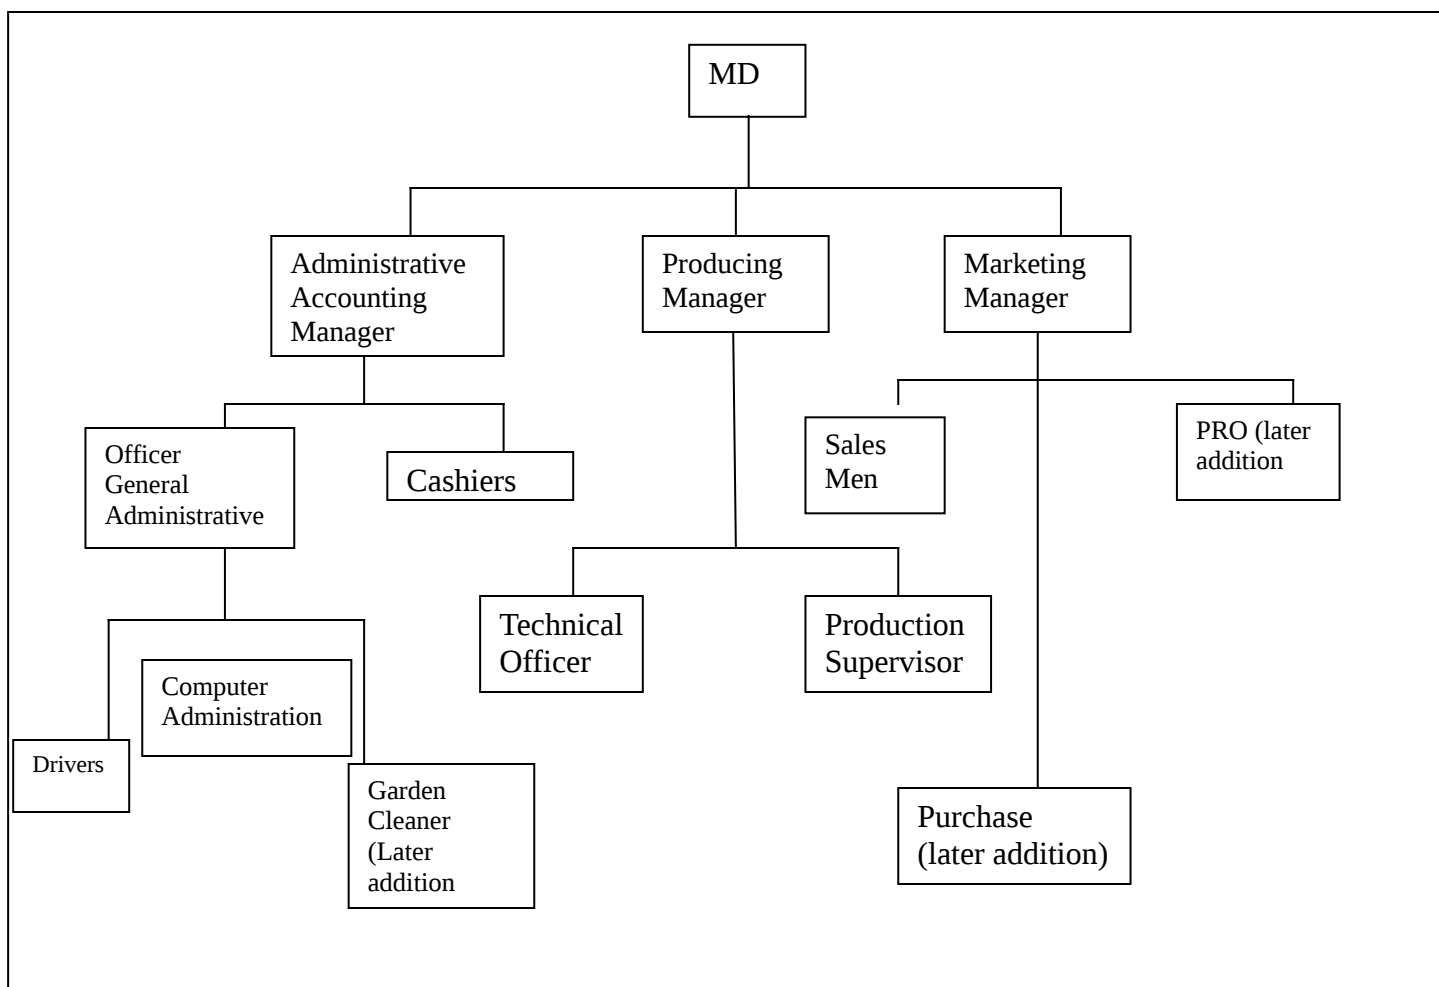 MD
Administrative
Accounting
Manager
Producing
Manager
Marketing
Manager
Officer
General
Administrative
Cashiers
Sales
Men
PRO (later
addition
Technical
Officer
Production
Supervisor
Computer
Administration
Drivers
Garden
Cleaner
(Later
addition
Purchase
(later addition)